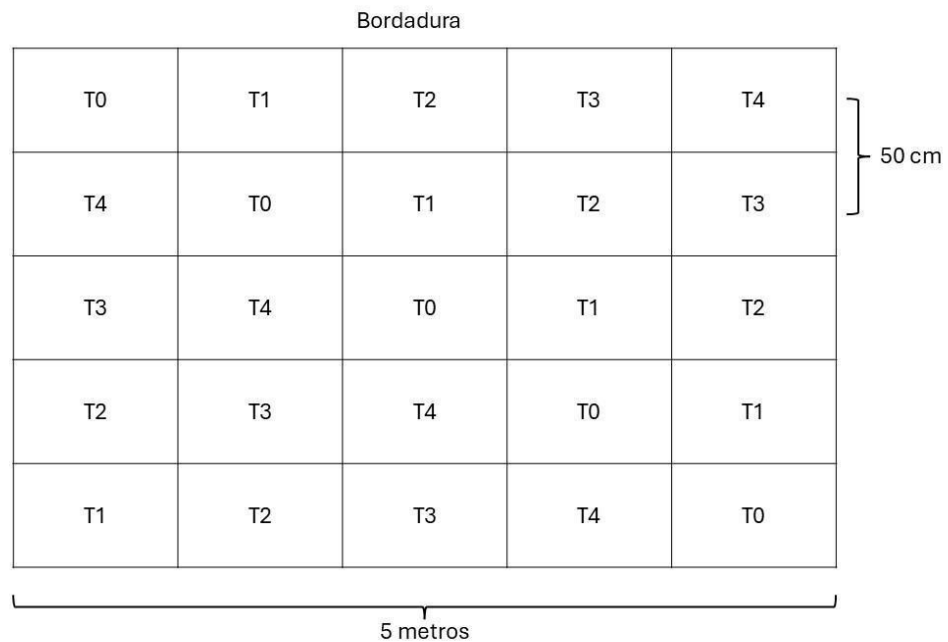 Bordadura
T0 T1 T2 T3 T4
50 cm
T4 T0 T1 T2 T3
T3 T4 T0 T1 T2
T2 T3 T4 T0 T1
T1 T2 T3 T4 T0
5 metros